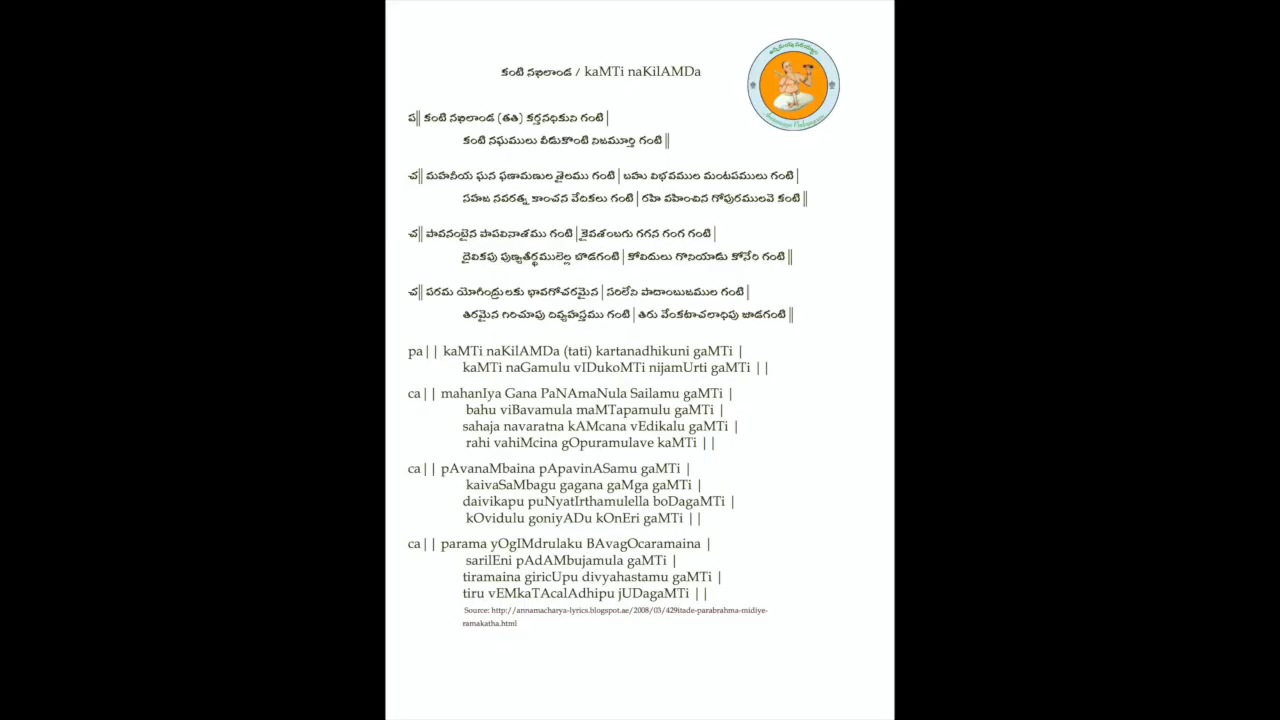 కంటి నఖిలాండ / kaMTi naKilAMDa
ప|| కంటి నఖిలాండ (తతి) కర్తనధికుని గంటి |
కంటి నఘములు వీడుకొంటి నిజమూర్తి గంటి ||
చ|| మహనీయ ఘన ఫణామణుల శైలము గంటి | బహు విభవముల మంటపములు గంటి |
సహజ నవరత్న కాంచన వేదికలు గంటి | రహి వహించిన గోపురములవె కంటి ||
చ|| పావనంబైన పాపవినాశము గంటి | కైవశంబగు గగన గంగ గంటి |
దైవికపు పుణ్యతీర్థములెల్ల బొడగంటి | కోవిదులు గొనియాడు కోనేరి గంటి ||
చ|| పరమ యోగీంద్రులకు భావగోచరమైన | సరిలేని పాదాంబుజముల గంటి |
తిరమైన గిరిచూపు దివ్యహస్తము గంటి | తిరు వేంకటాచలాధిపు జూడగంటి ||
pa|| kaMTi naKilAMDa (tati) kartanadhikuni gaMTi |
kaMTi naGamulu vIDukoMTi nijamUrti gaMTi ||
ca|| mahanIya Gana PaNAmaNula Sailamu gaMTi |
bahu viBavamula maMTapamulu gaMTi |
sahaja navaratna kAMcana vEdikalu gaMTi |
rahi vahiMcina gOpuramulave kaMTi ||
ca|| pAvanaMbaina pApavinASamu gaMTi |
kaivaSaMbagu gagana gaMga gaMTi |
daivikapu puNyatIrthamulella boDagaMTi |
kOvidulu goniyADu kOnEri gaMTi ||
ca|| parama yOgIMdrulaku BAvagOcaramaina |
sarilEni pAdAMbujamula gaMTi |
tiramaina giricUpu divyahastamu gaMTi |
tiru vEMkaTAcalAdhipu jUDagaMTi ||
Source: http://annamacharya-lyrics.blogspot.ae/2008/03/429itade-parabrahma-midiye-
ramakatha.html